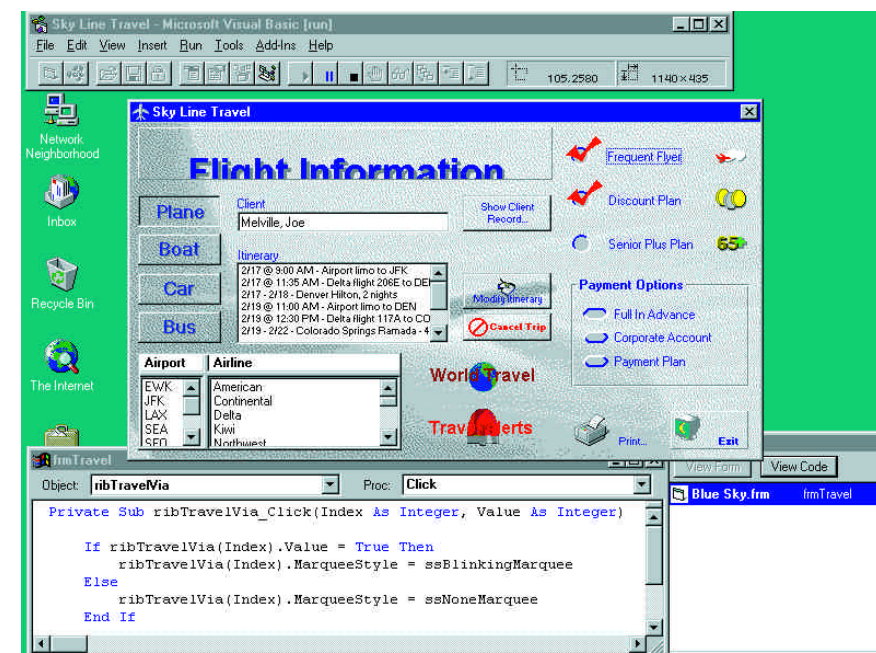 Sky Line Travel - Microsoft Visual Basic [run]
File Edit View Insert Run Tools Add-Ins Help
105,2580 1140×435
Network
Neighborhood
Inbox
Recycle Bin
The Internet
Sky Line Travel
Flight Information
Frequent Flyer
Discount Plan
Senior Plus Plan 65+
Plane
Boat
Car
Bus
Client
Melville, Joe
Show Client
Record...
Itinerary
2/17 @ 9:00 AM - Airport limo to JFK
2/17 @ 11:35 AM - Delta flight 206E to DEN
2/17 - 2/18 - Denver Hilton, 2 nights
2/19 @ 11:00 AM - Airport limo to DEN
2/19 @ 12:30 PM - Delta flight 117A to CO
2/19 - 2/22 - Colorado Springs Ramada - 4
Modify Itinerary
Cancel Trip
Payment Options
Full In Advance
Corporate Account
Payment Plan
Airport Airline
EWK
JFK
LAX
SEA
SFO
American
Continental
Delta
Kiwi
Northwest
World Travel
Travel Alerts
Print...
Exit
frmTravel
Object: ribTravelVia Proc: Click
Private Sub ribTravelVia_Click(Index As Integer, Value As Integer)
If ribTravelVia(Index).Value = True Then
ribTravelVia(Index).MarqueeStyle = ssBlinkingMarquee
Else
ribTravelVia(Index).MarqueeStyle = ssNoneMarquee
End If
View Form View Code
Blue Sky.frm frmTravel